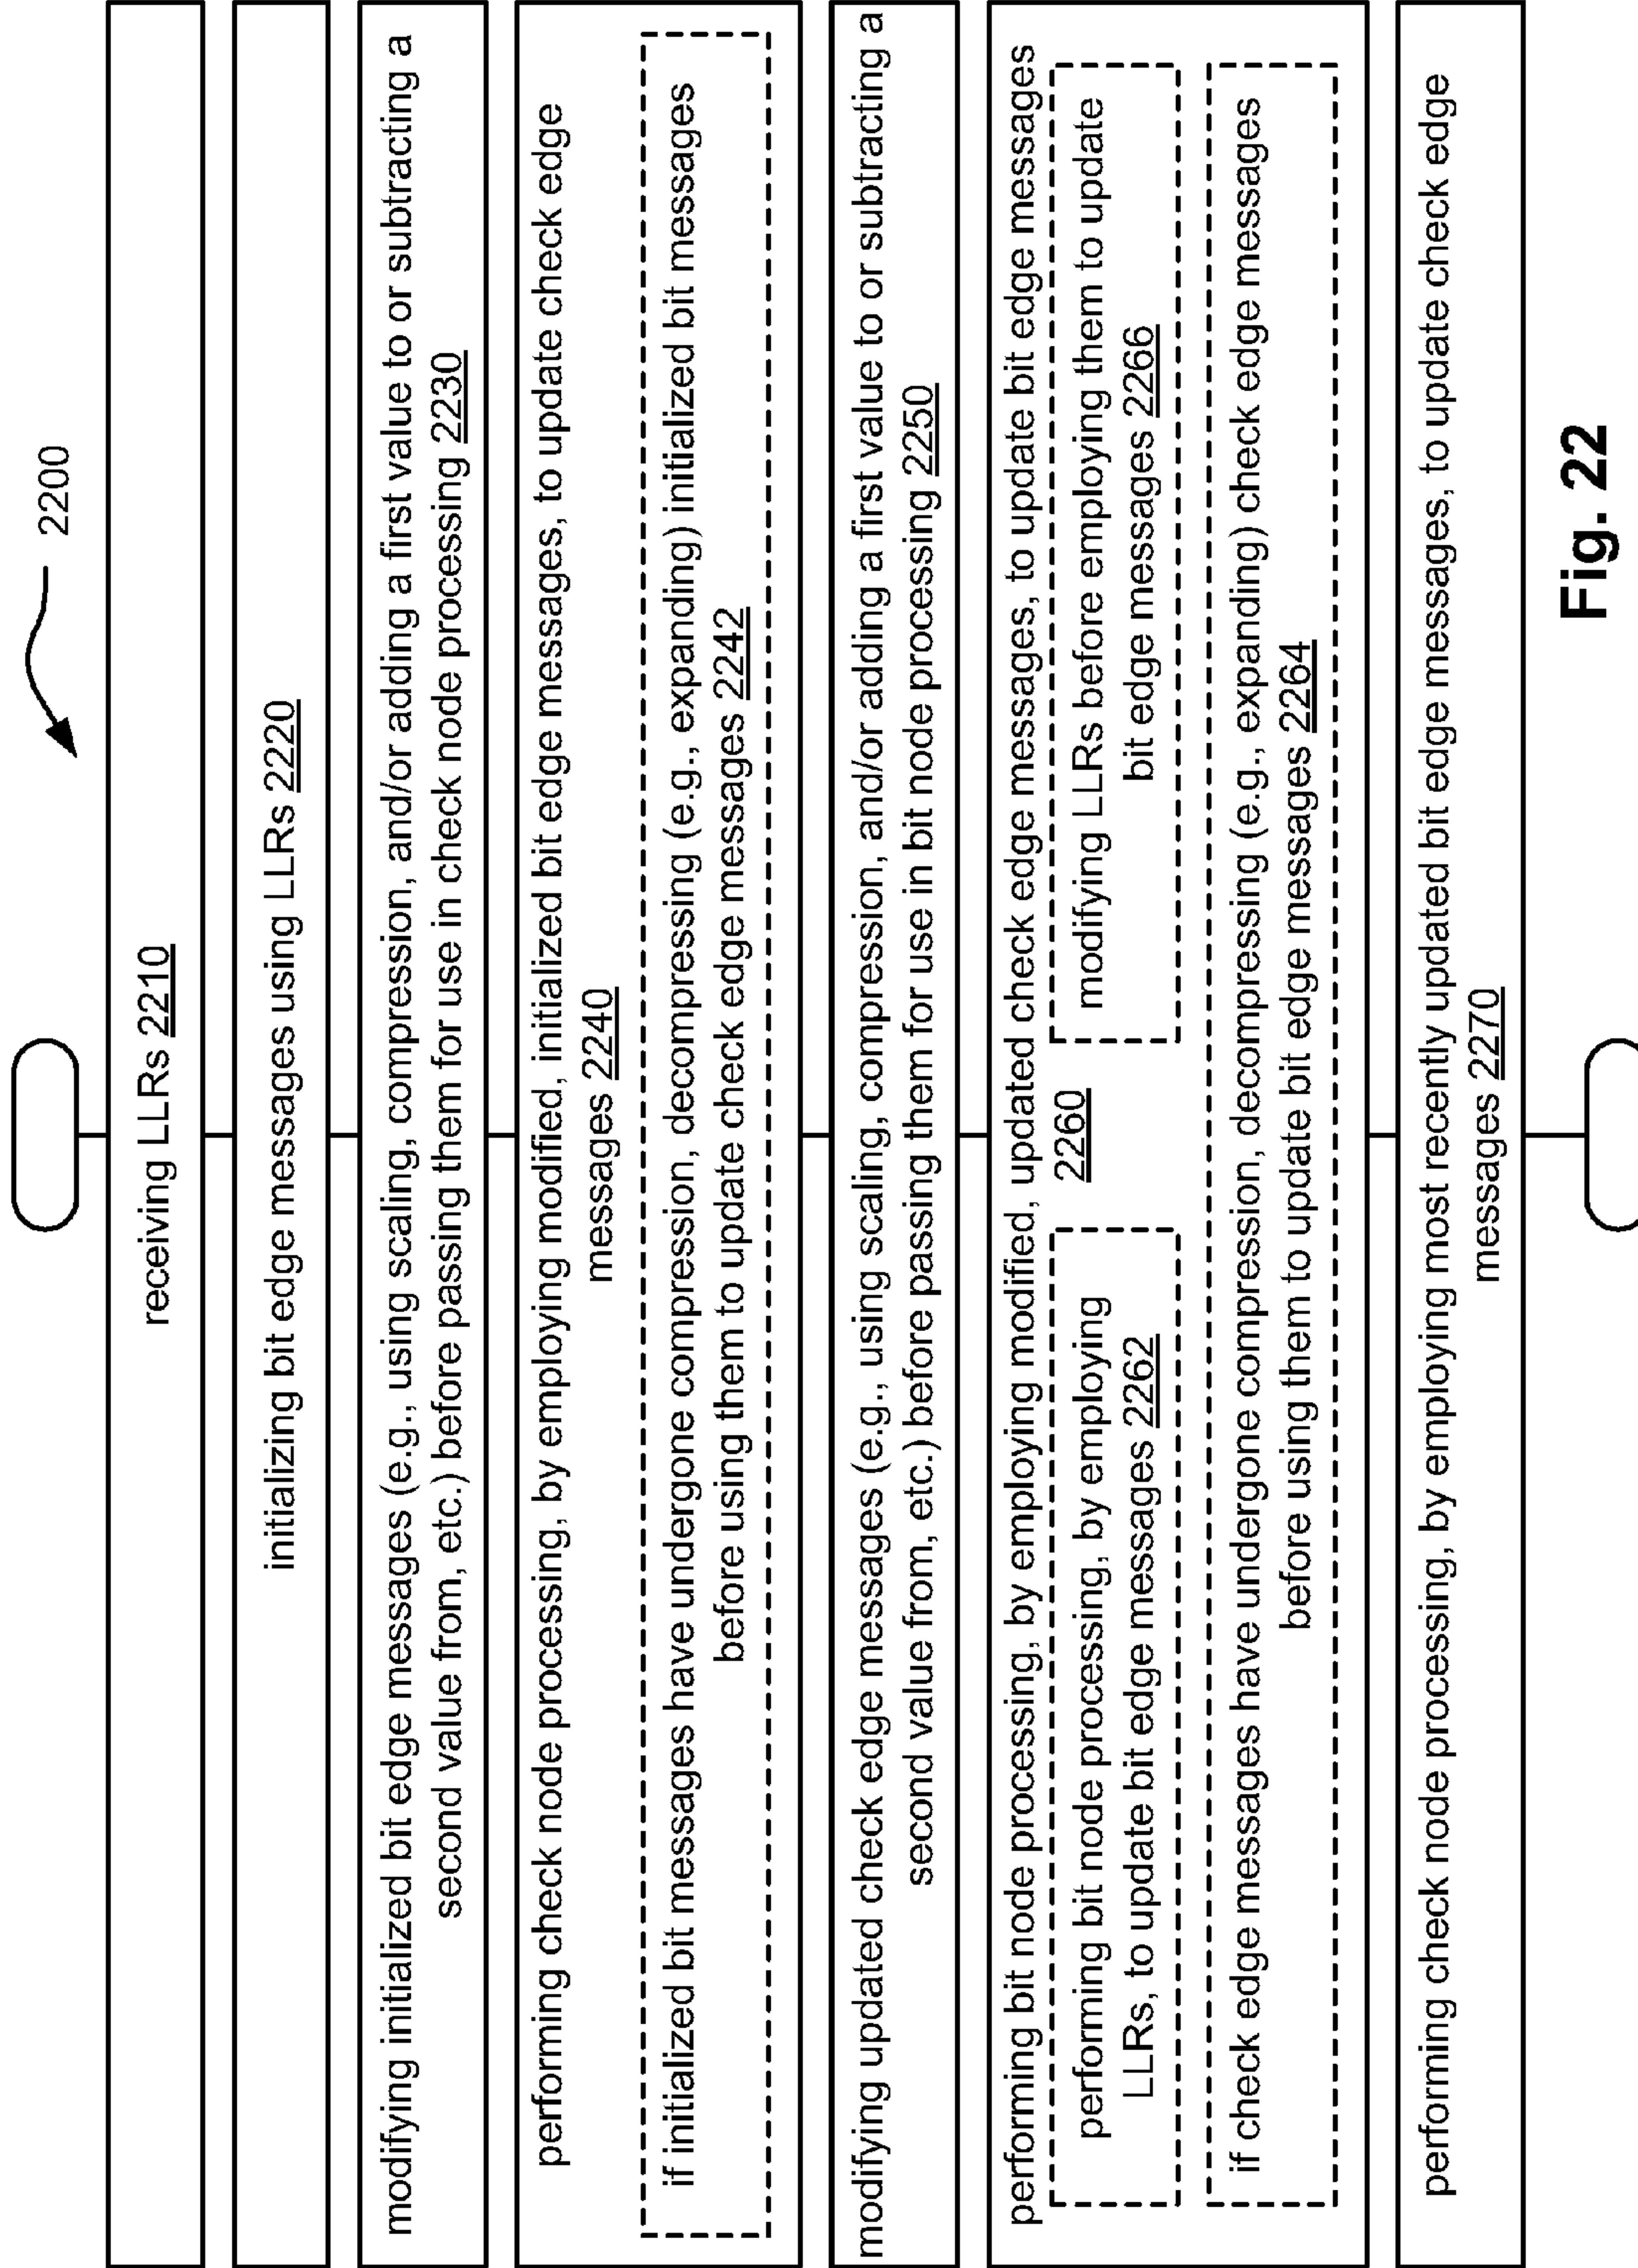 2200
receiving LLRs 2210
initializing bit edge messages using LLRs 2220
modifying initialized bit edge messages (e.g., using scaling, compression, and/or adding a first value to or subtracting a
second value from, etc.) before passing them for use in check node processing 2230
performing check node processing, by employing modified, initialized bit edge messages, to update check edge
messages 2240
if initialized bit messages have undergone compression, decompressing (e.g., expanding) initialized bit messages
before using them to update check edge messages 2242
modifying updated check edge messages (e.g., using scaling, compression, and/or adding a first value to or subtracting a
second value from, etc.) before passing them for use in bit node processing 2250
performing bit node processing, by employing modified, updated check edge messages, to update bit edge messages
2260
performing bit node processing, by employing
LLRs, to update bit edge messages 2262
modifying LLRs before employing them to update
bit edge messages 2266
if check edge messages have undergone compression, decompressing (e.g., expanding) check edge messages
before using them to update bit edge messages 2264
performing check node processing, by employing most recently updated bit edge messages, to update check edge
messages 2270
Fig. 22